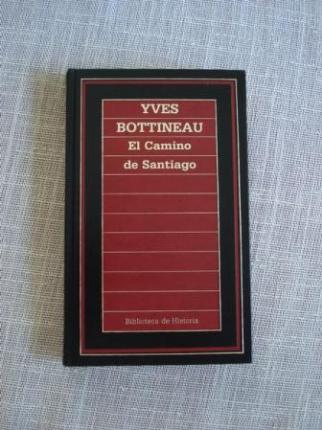 YVES
BOTTINEAU
El Camino
de Santiago
Biblioteca de Historia